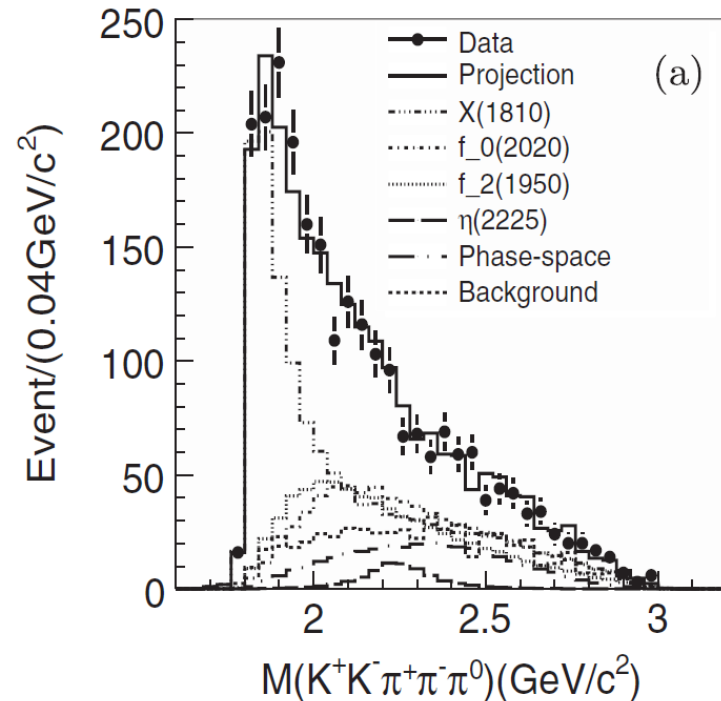 250
200
150
100
50
0
Event/(0.04GeV/c²)
Data
Projection
X(1810)
f_0(2020)
f_2(1950)
η(2225)
Phase-space
Background
(a)
2
2.5
3
M(K⁺K⁻π⁺π⁻π⁰)(GeV/c²)